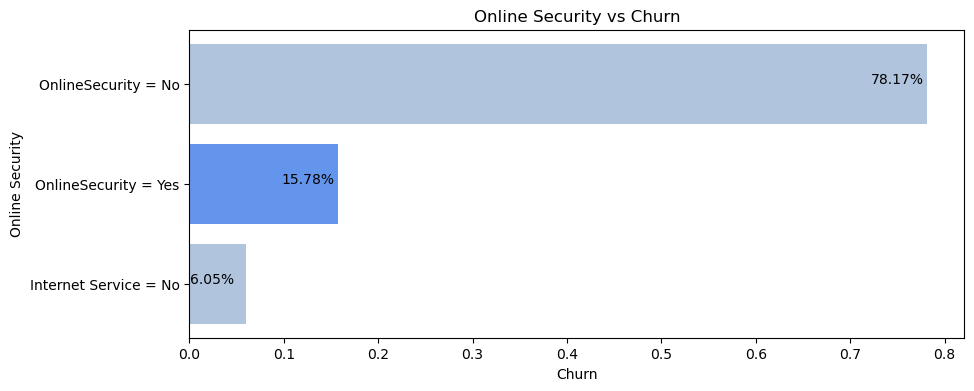 Online Security vs Churn
OnlineSecurity = No
78.17%
OnlineSecurity = Yes
15.78%
Internet Service = No
6.05%
Online Security
0.0 0.1 0.2 0.3 0.4 0.5 0.6 0.7 0.8
Churn